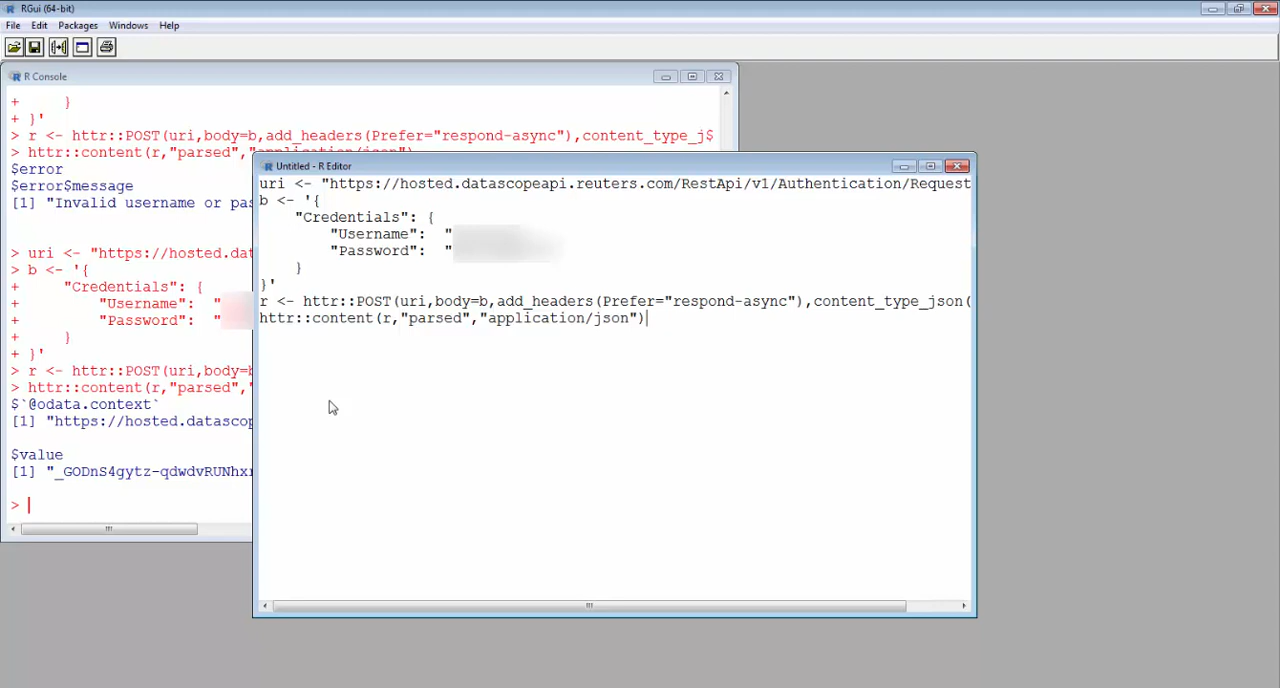 RGui (64-bit)
File Edit Packages Windows Help
R Console
+ }
+ }'
> r <- httr::POST(uri,body=b,add_headers(Prefer="respond-async"),content_type_j$
> httr::content(r,"parsed","application/json")
$error
$error$message
[1] "Invalid username or pas
> uri <- "https://hosted.dat
> b <- '{
+ "Credentials": {
+ "Username": "
+ "Password": "
+ }
+ }'
> r <- httr::POST(uri,body=b
> httr::content(r,"parsed",
$`@odata.context`
[1] "https://hosted.datascop
$value
[1] "_GODnS4gytz-qdwdvRUNhxr
>
Untitled - R Editor
uri <- "https://hosted.datascopeapi.reuters.com/RestApi/v1/Authentication/Request
b <- '{
"Credentials": {
"Username": "
"Password": "
}
}'
r <- httr::POST(uri,body=b,add_headers(Prefer="respond-async"),content_type_json(
httr::content(r,"parsed","application/json")